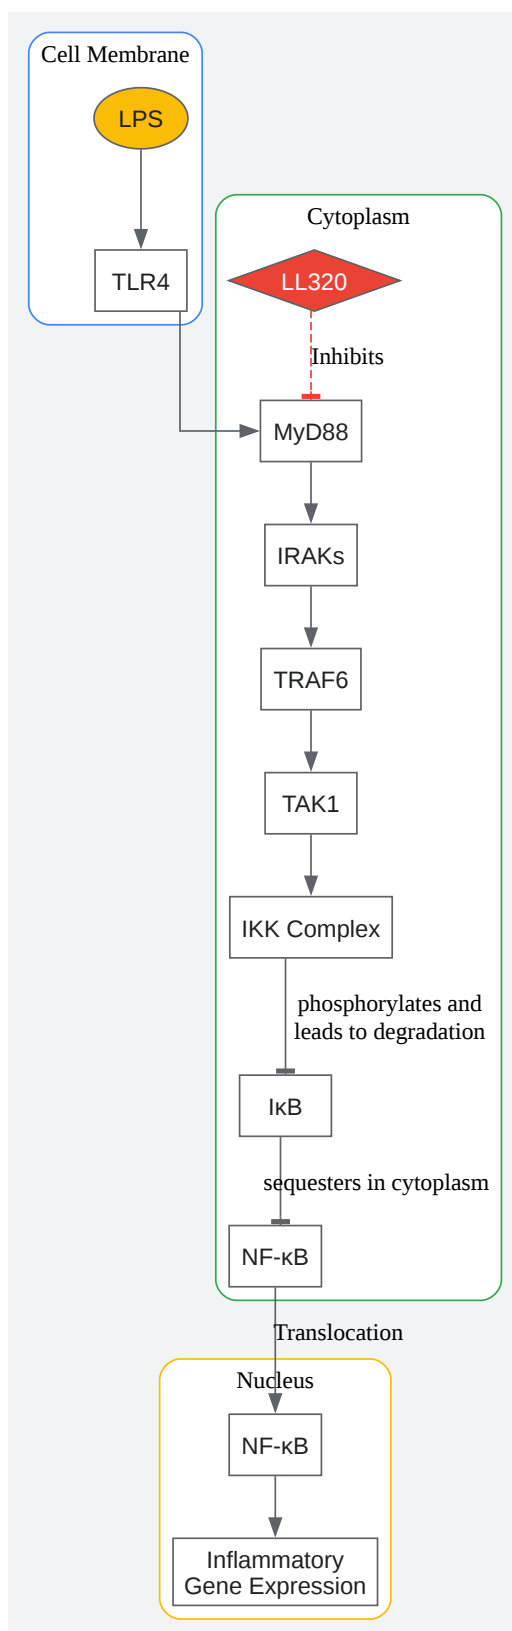 Cell Membrane
LPS
TLR4
Cytoplasm
LL320
Inhibits
MyD88
IRAKs
TRAF6
TAK1
IKK Complex
phosphorylates and
leads to degradation
IκB
sequesters in cytoplasm
NF-κB
Translocation
Nucleus
NF-κB
Inflammatory
Gene Expression